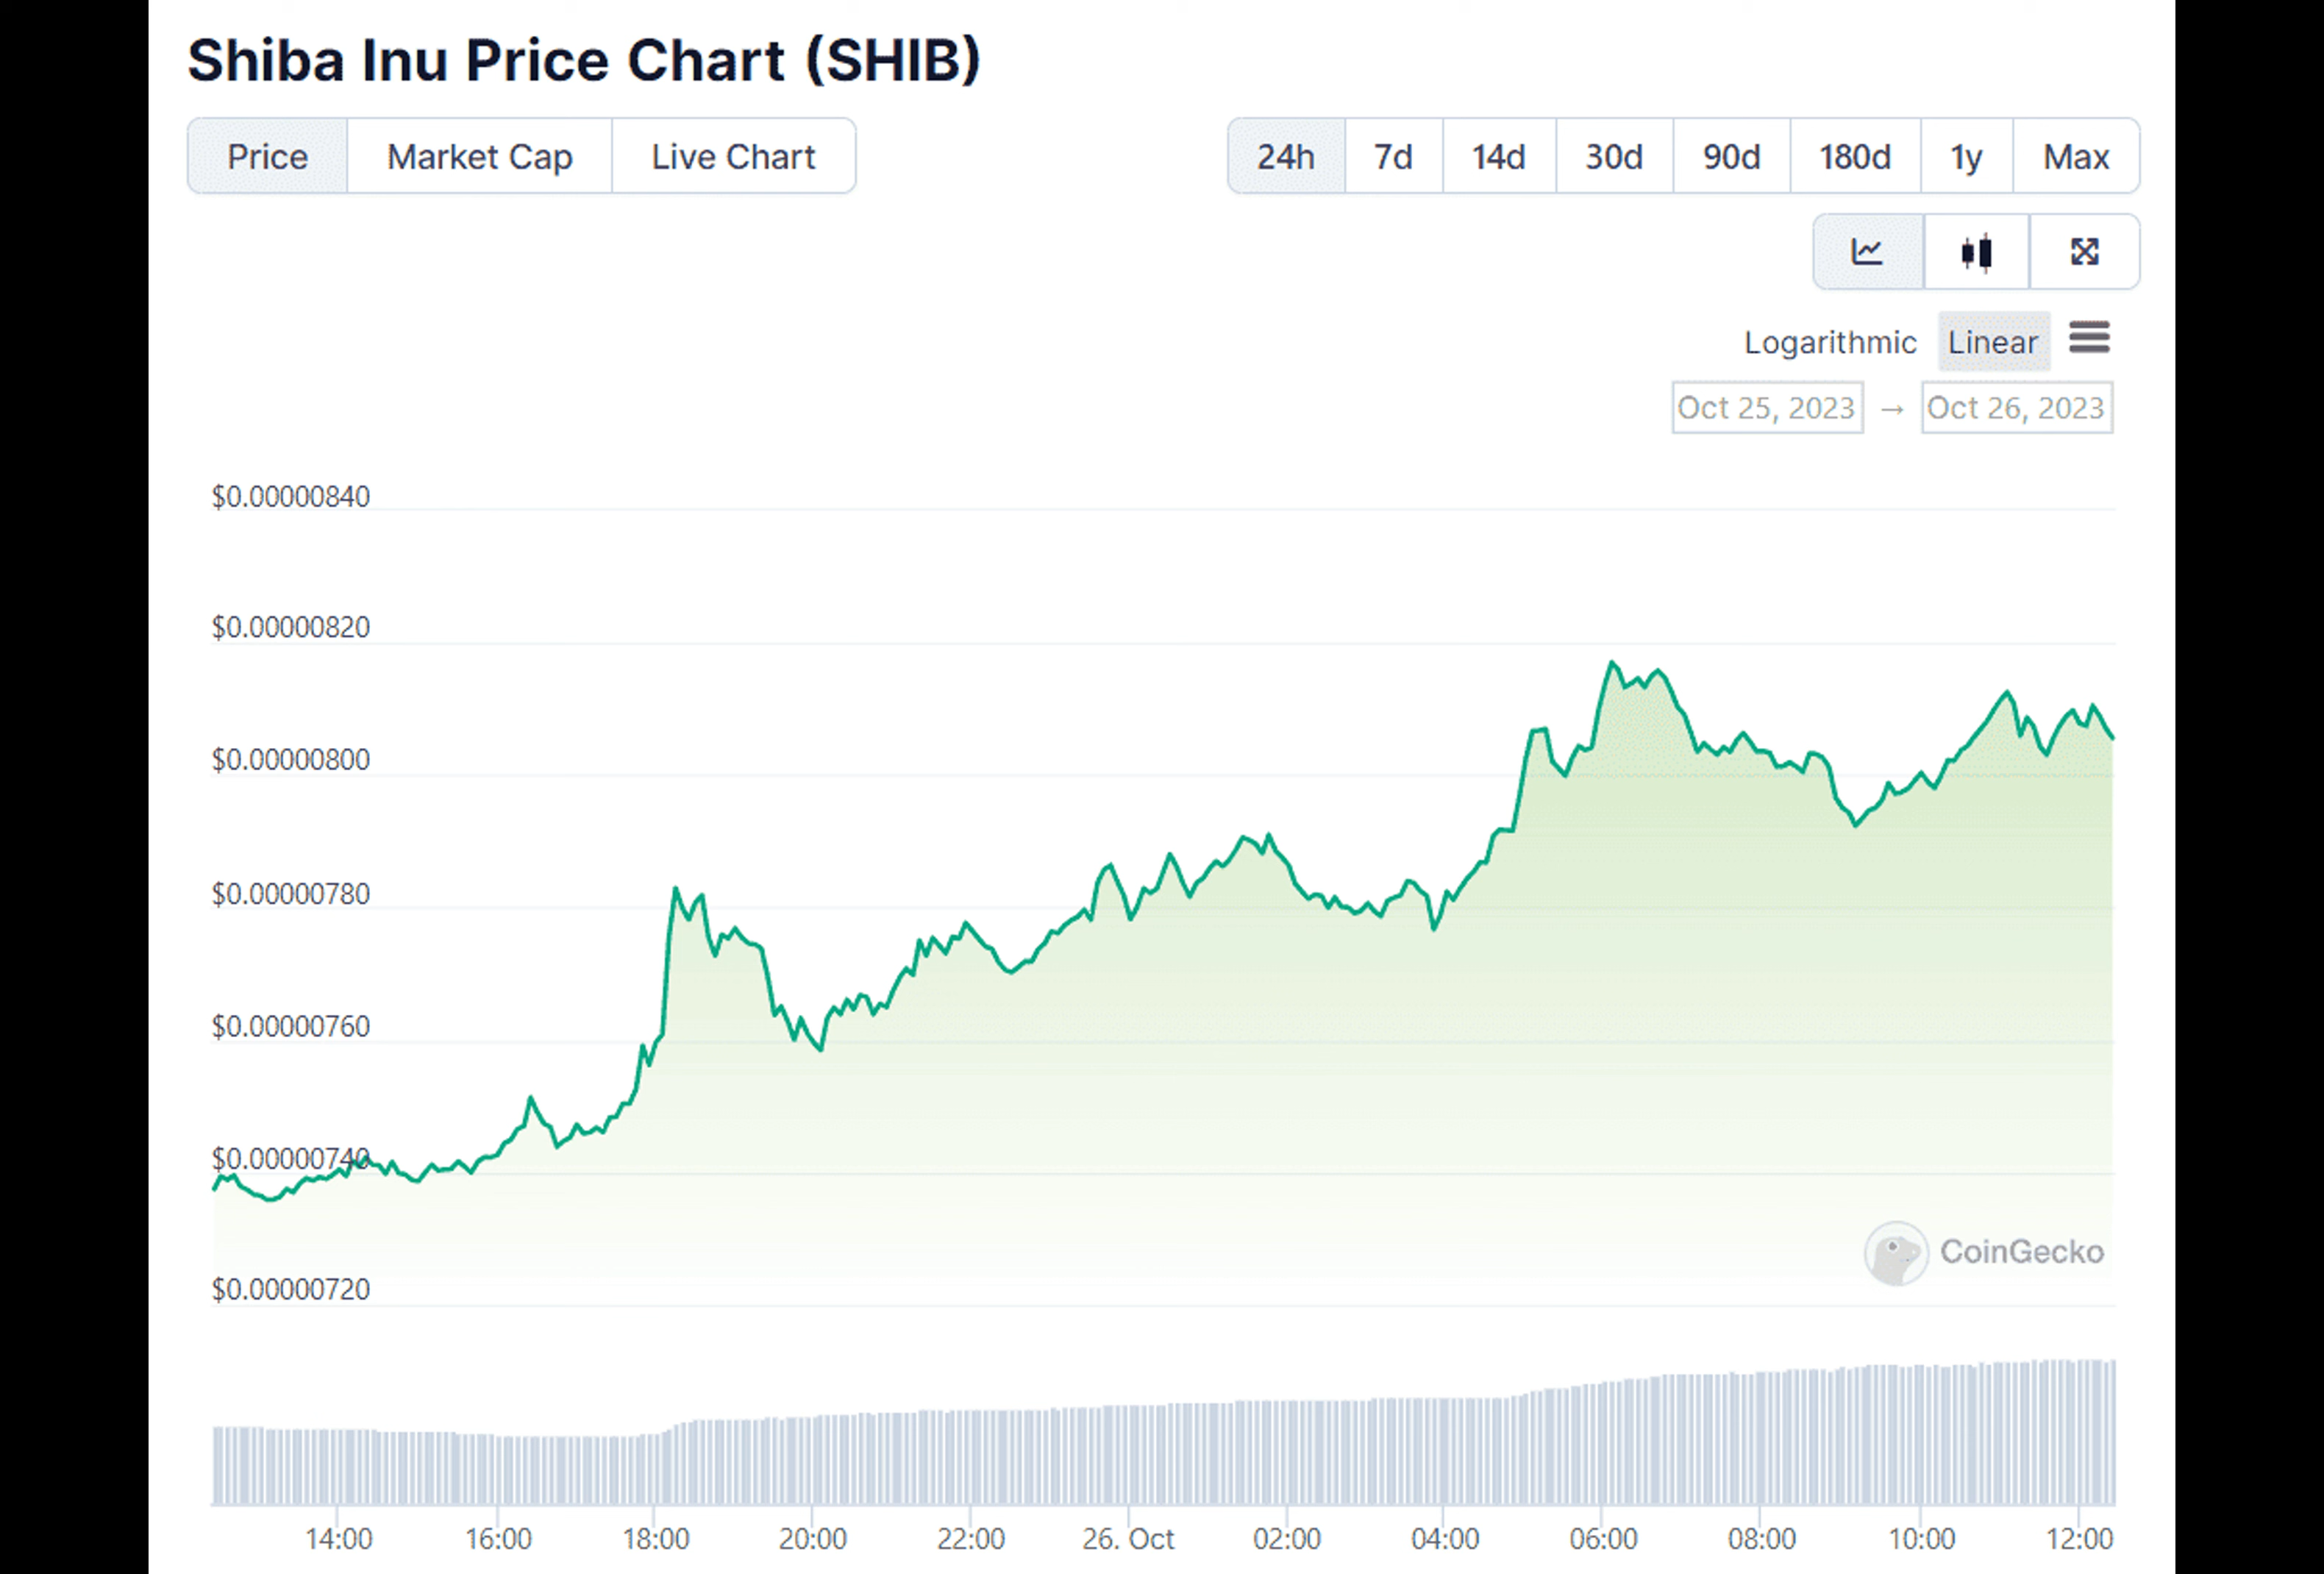 Shiba Inu Price Chart (SHIB)
Price Market Cap Live Chart 24h 7d 14d 30d 90d 180d 1y Max
Logarithmic Linear
Oct 25, 2023 → Oct 26, 2023
$0.00000840
$0.00000820
$0.00000800
$0.00000780
$0.00000760
$0.00000740
CoinGecko
$0.00000720
14:00 16:00 18:00 20:00 22:00 26. Oct 02:00 04:00 06:00 08:00 10:00 12:00